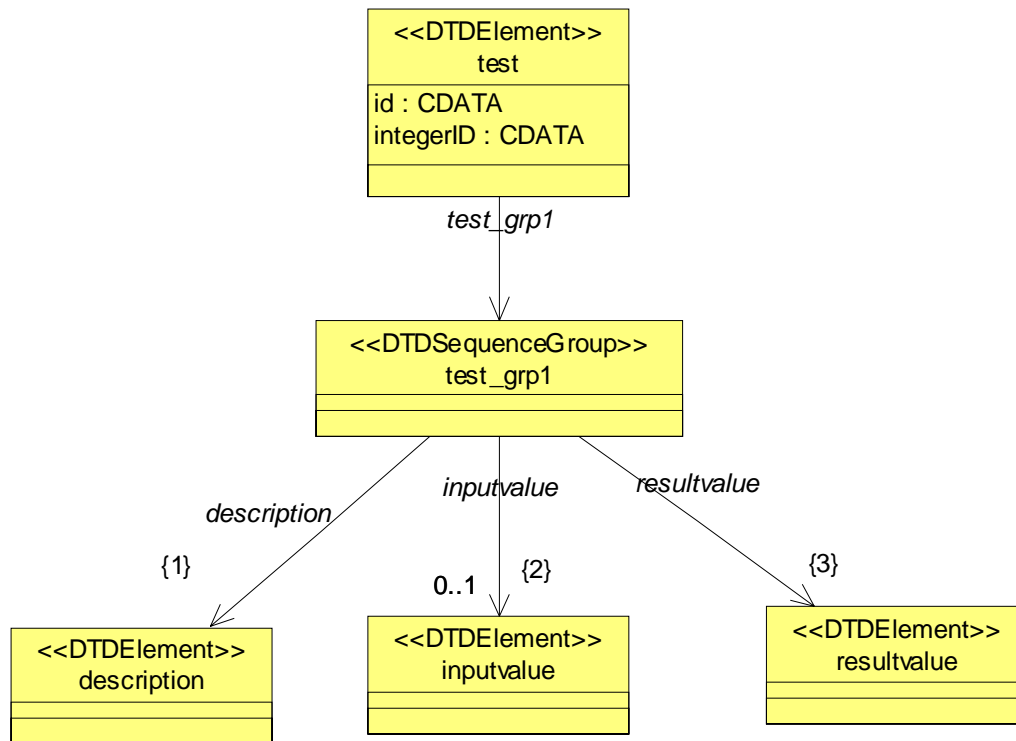 <<DTDElement>>
test
id : CDATA
integerID : CDATA
test_grp1
<<DTDSequenceGroup>>
test_grp1
description
inputvalue
resultvalue
{1}
0..1
{2}
{3}
<<DTDElement>>
description
<<DTDElement>>
inputvalue
<<DTDElement>>
resultvalue